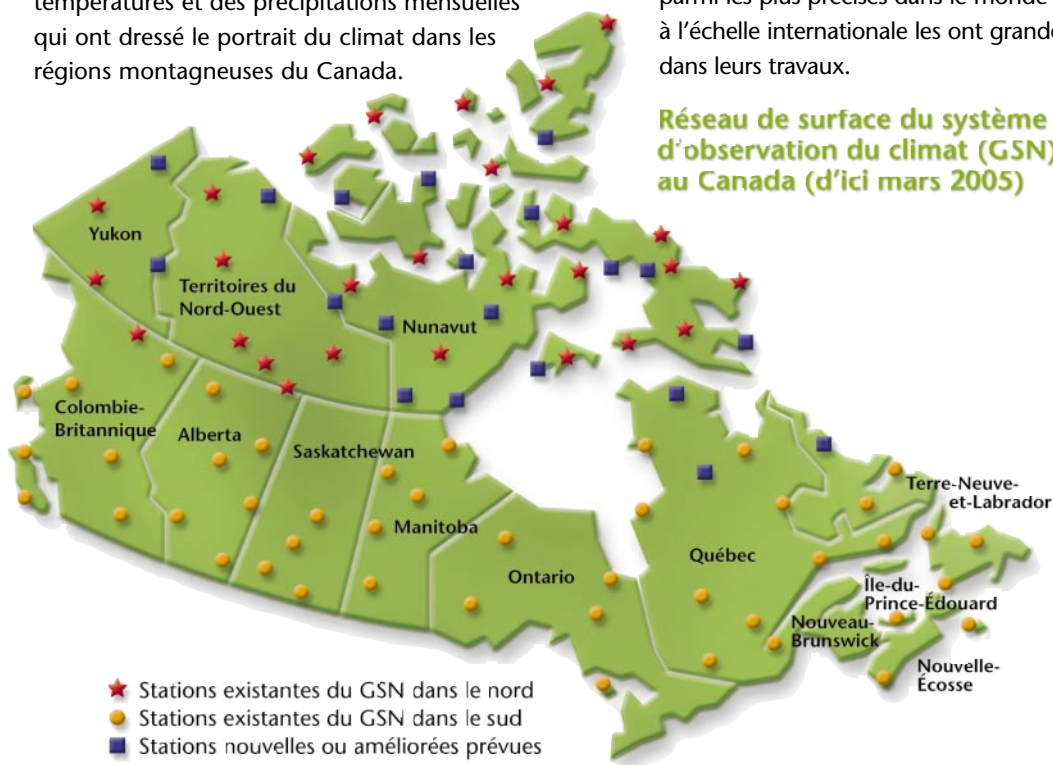 températures et des précipitations mensuelles
qui ont dressé le portrait du climat dans les
régions montagneuses du Canada.
parmi les plus précises dans le monde
à l'échelle internationale les ont grande
dans leurs travaux.
Réseau de surface du système
d'observation du climat (GSN)
au Canada (d'ici mars 2005)
Yukon
Territoires du
Nord-Ouest
Nunavut
Colombie-
Britannique
Alberta
Saskatchewan
Manitoba
Ontario
Québec
Terre-Neuve-
et-Labrador
Île-du-
Prince-Édouard
Nouveau-
Brunswick
Nouvelle-
Écosse
Stations existantes du GSN dans le nord
Stations existantes du GSN dans le sud
Stations nouvelles ou améliorées prévues